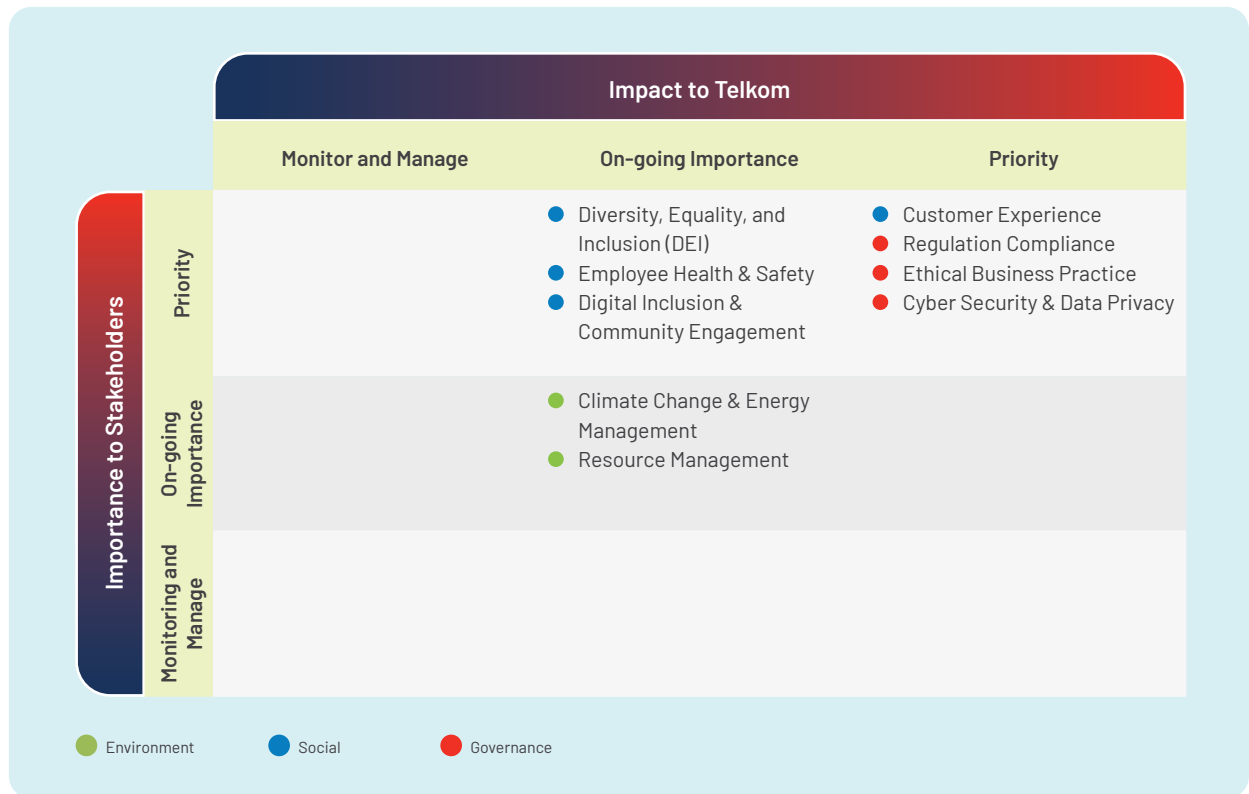 Impact to Telkom
Monitor and Manage
On-going Importance
Priority
Importance to Stakeholders
Priority
Diversity, Equality, and
Inclusion (DEI)
Employee Health & Safety
Digital Inclusion &
Community Engagement
Customer Experience
Regulation Compliance
Ethical Business Practice
Cyber Security & Data Privacy
On-going
Importance
Climate Change & Energy
Management
Resource Management
Monitoring and
Manage
Environment
Social
Governance